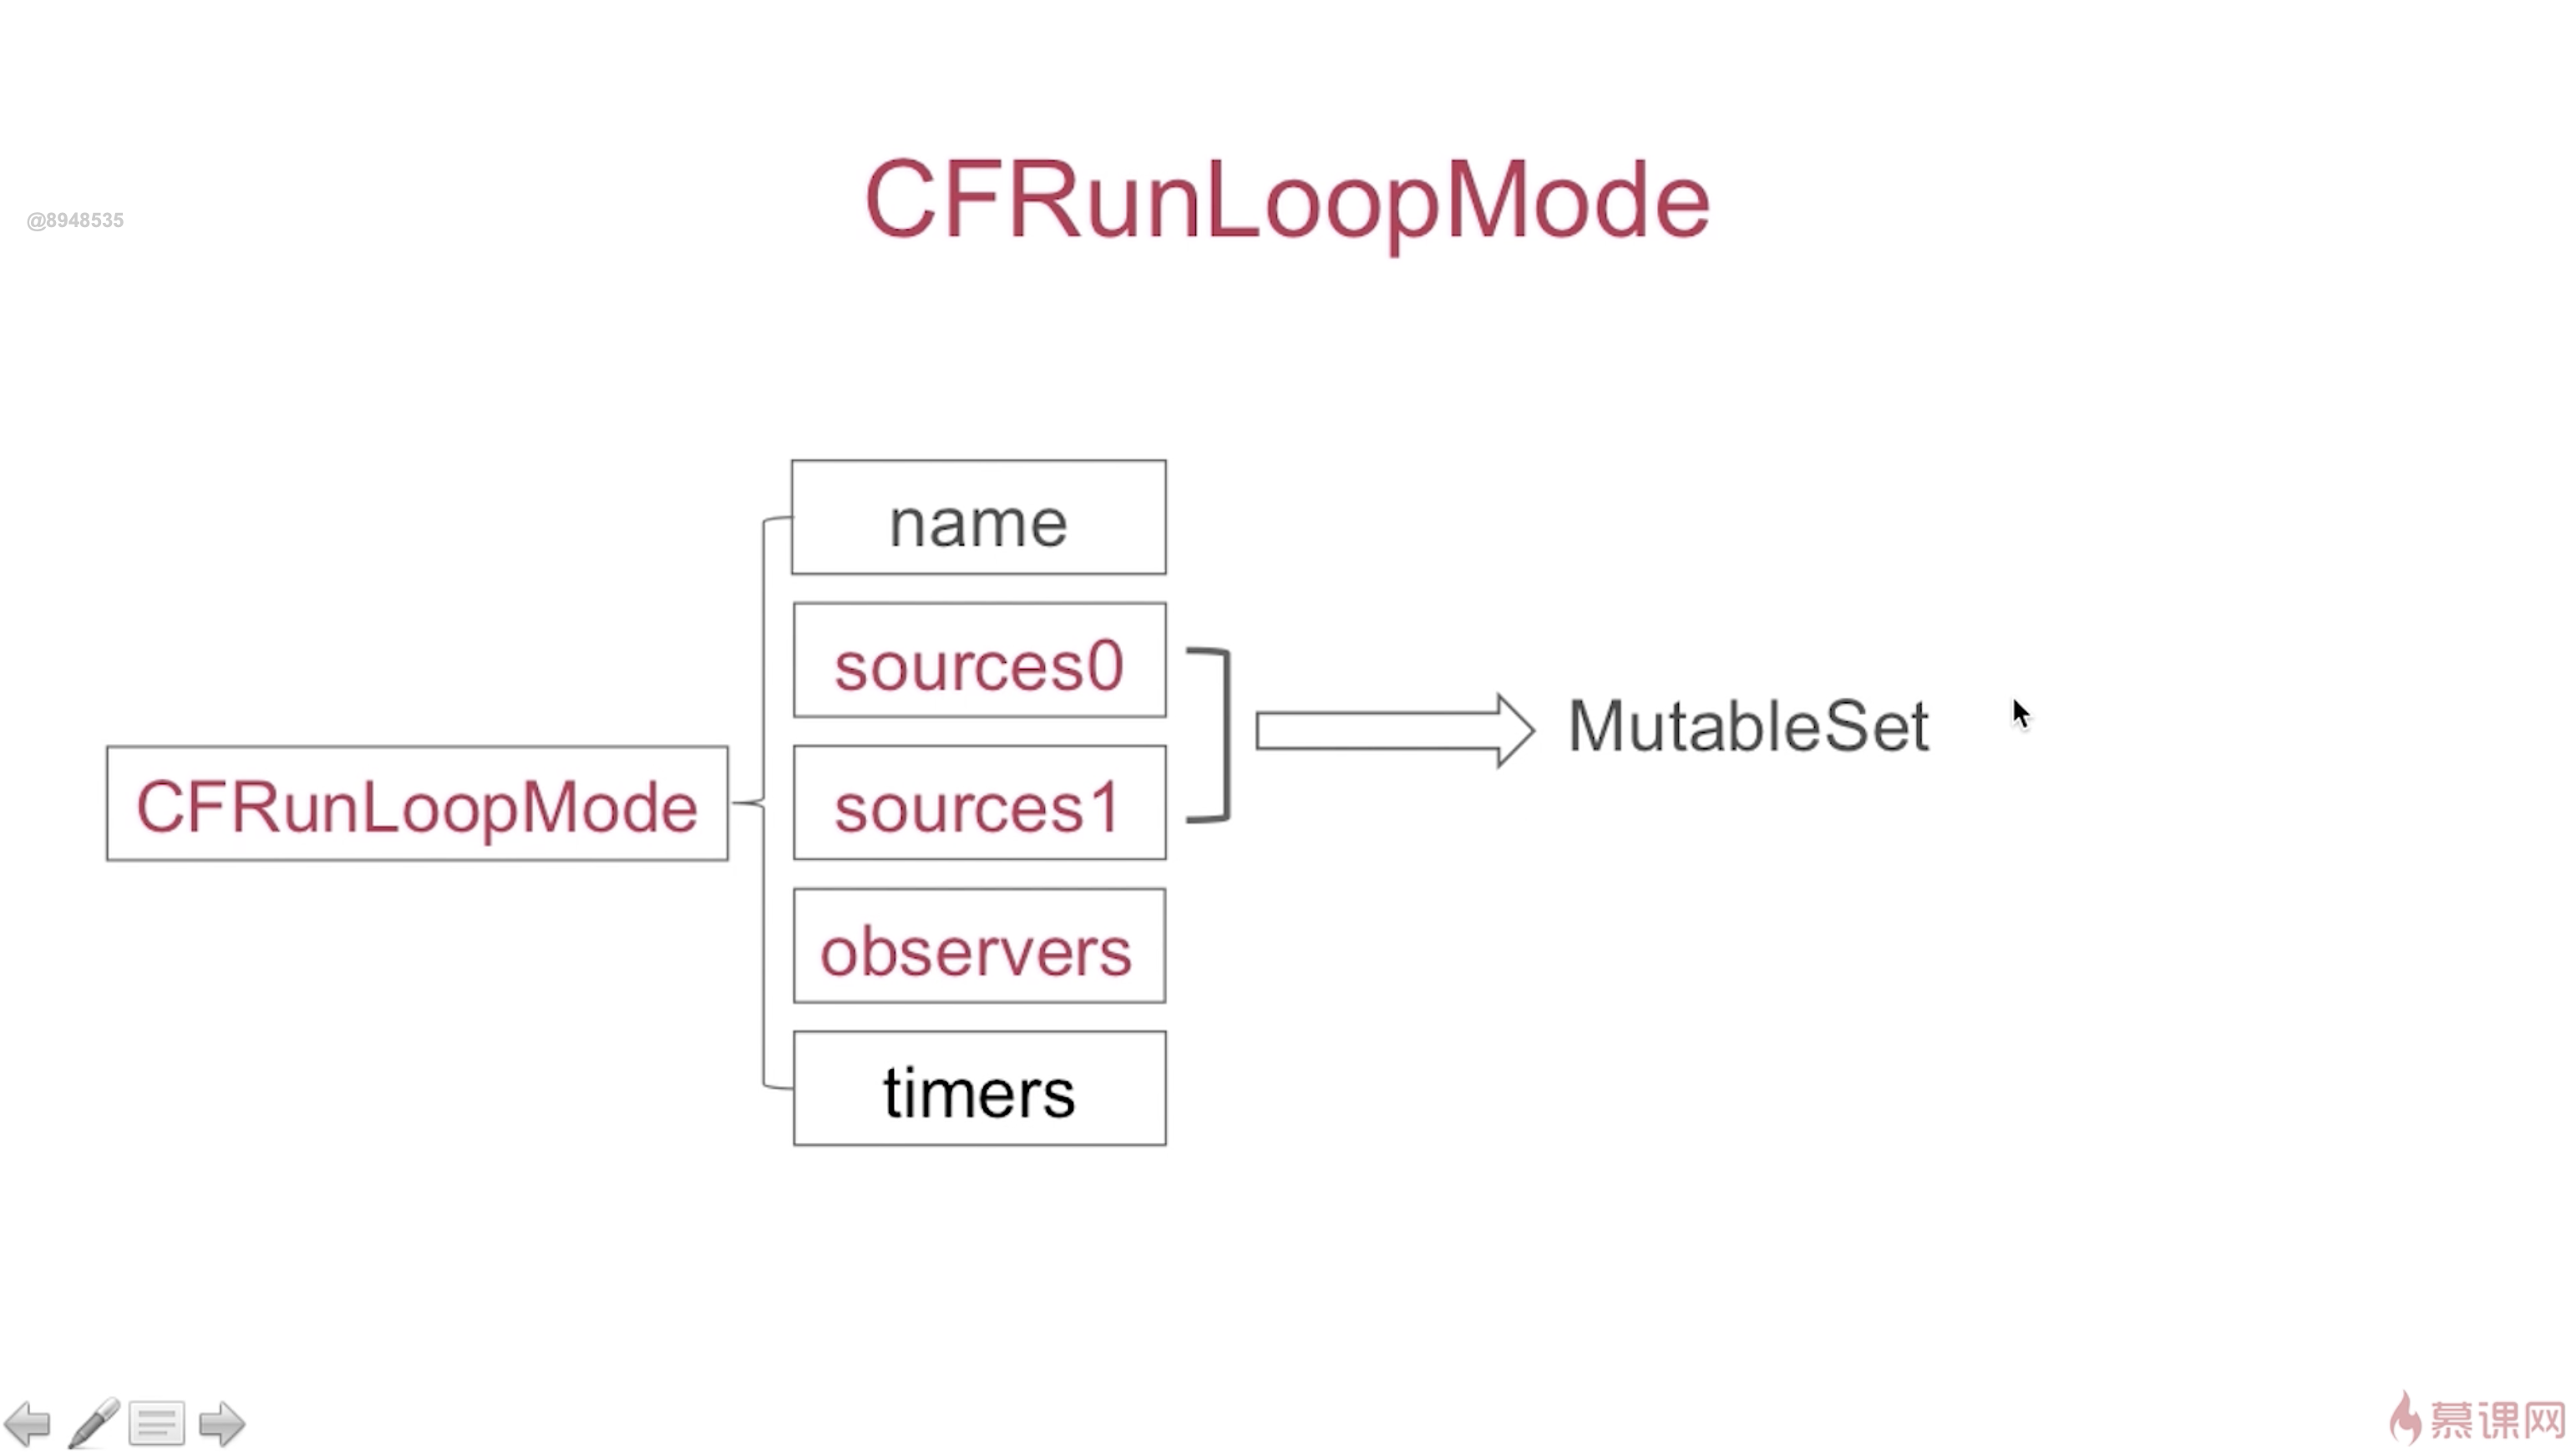 CFRunLoopMode
@8948535
name
sources0
MutableSet
CFRunLoopMode
sources1
observers
timers
慕课网